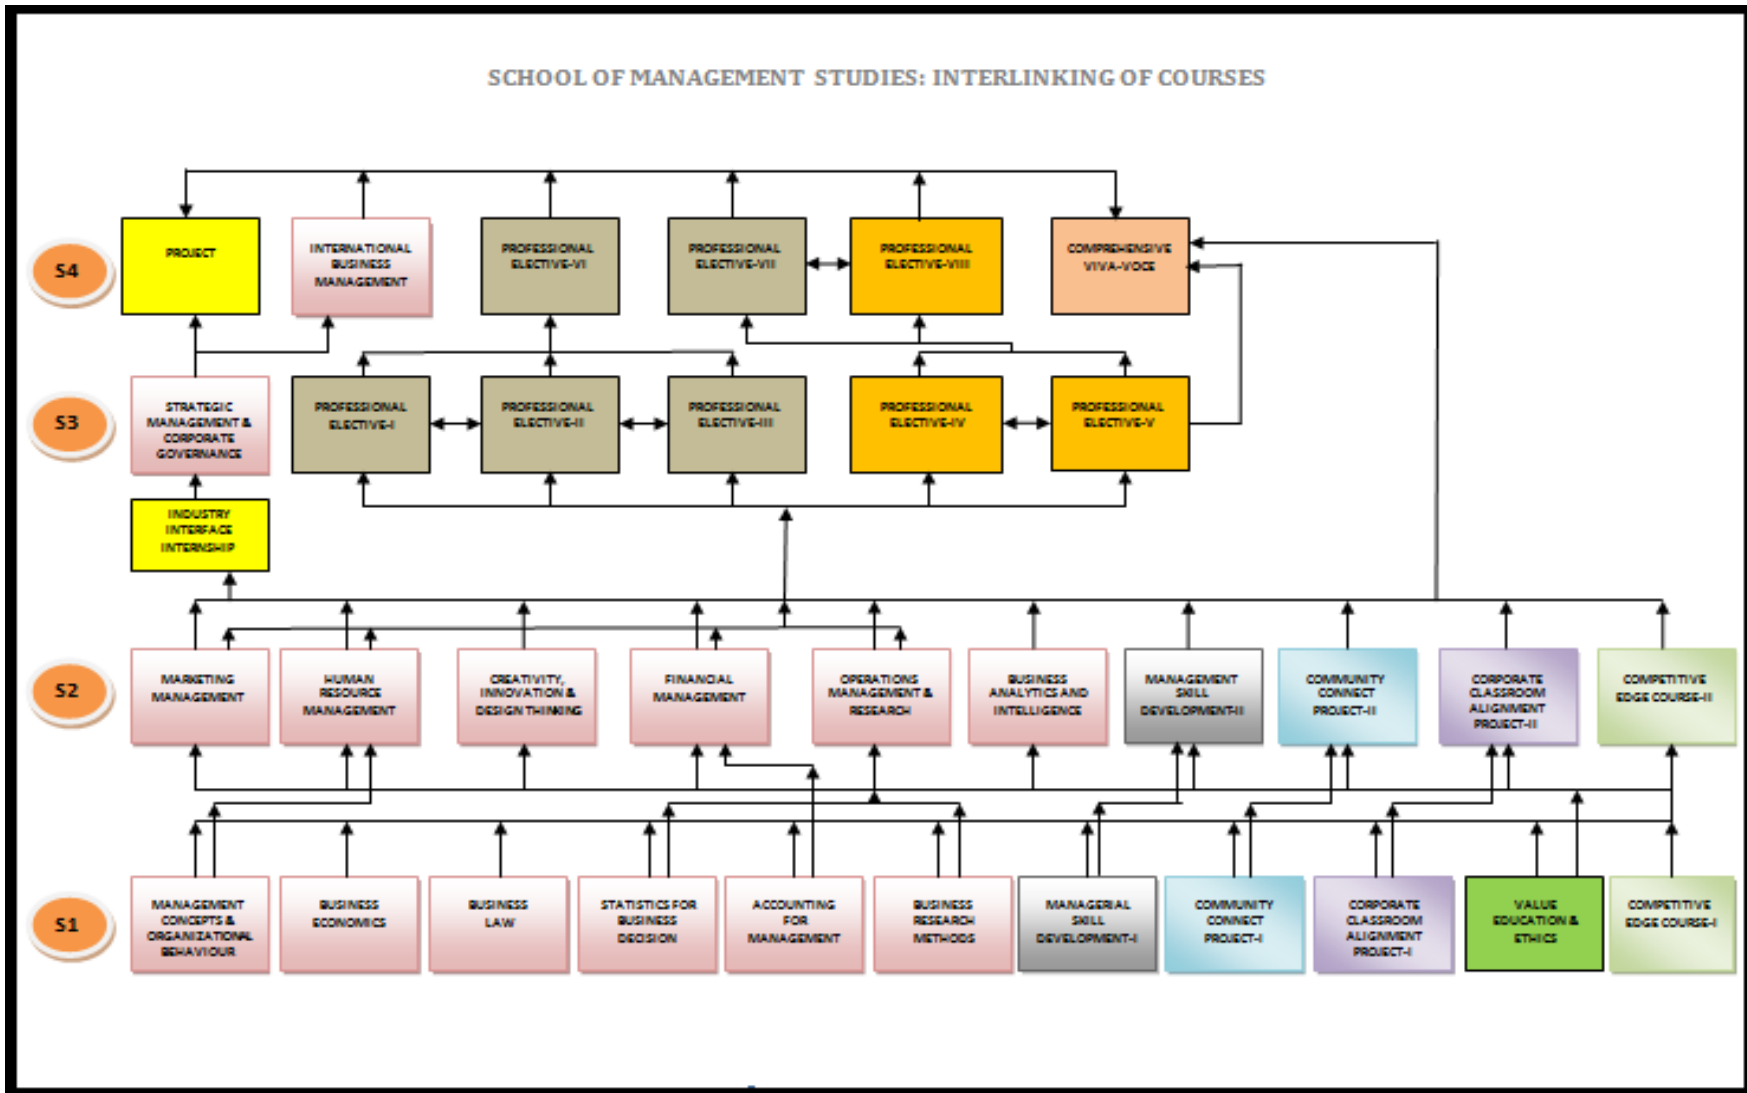 SCHOOL OF MANAGEMENT STUDIES: INTERLINKING OF COURSES
S4
PROJECT
INTERNATIONAL
BUSINESS
MANAGEMENT
PROFESSIONAL
ELECTIVE-VI
PROFESSIONAL
ELECTIVE-VII
PROFESSIONAL
ELECTIVE-VIII
COMPREHENSIVE
VIVA-VOCE
S3
STRATEGIC
MANAGEMENT &
CORPORATE
GOVERNANCE
PROFESSIONAL
ELECTIVE-I
PROFESSIONAL
ELECTIVE-II
PROFESSIONAL
ELECTIVE-III
PROFESSIONAL
ELECTIVE-IV
PROFESSIONAL
ELECTIVE-V
INDUSTRY
INTERFACE
INTERNSHIP
S2
MARKETING
MANAGEMENT
HUMAN
RESOURCE
MANAGEMENT
CREATIVITY,
INNOVATION &
DESIGN THINKING
FINANCIAL
MANAGEMENT
OPERATIONS
MANAGEMENT &
RESEARCH
BUSINESS
ANALYTICS AND
INTELLIGENCE
MANAGEMENT
SKILL
DEVELOPMENT-II
COMMUNITY
CONNECT
PROJECT-II
CORPORATE
CLASSROOM
ALIGNMENT
PROJECT-II
COMPETITIVE
EDGE COURSE-II
S1
MANAGEMENT
CONCEPTS &
ORGANIZATIONAL
BEHAVIOUR
BUSINESS
ECONOMICS
BUSINESS
LAW
STATISTICS FOR
BUSINESS
DECISION
ACCOUNTING
FOR
MANAGEMENT
BUSINESS
RESEARCH
METHODS
MANAGERIAL
SKILL
DEVELOPMENT-I
COMMUNITY
CONNECT
PROJECT-I
CORPORATE
CLASSROOM
ALIGNMENT
PROJECT-I
VALUE
EDUCATION &
ETHICS
COMPETITIVE
EDGE COURSE-I